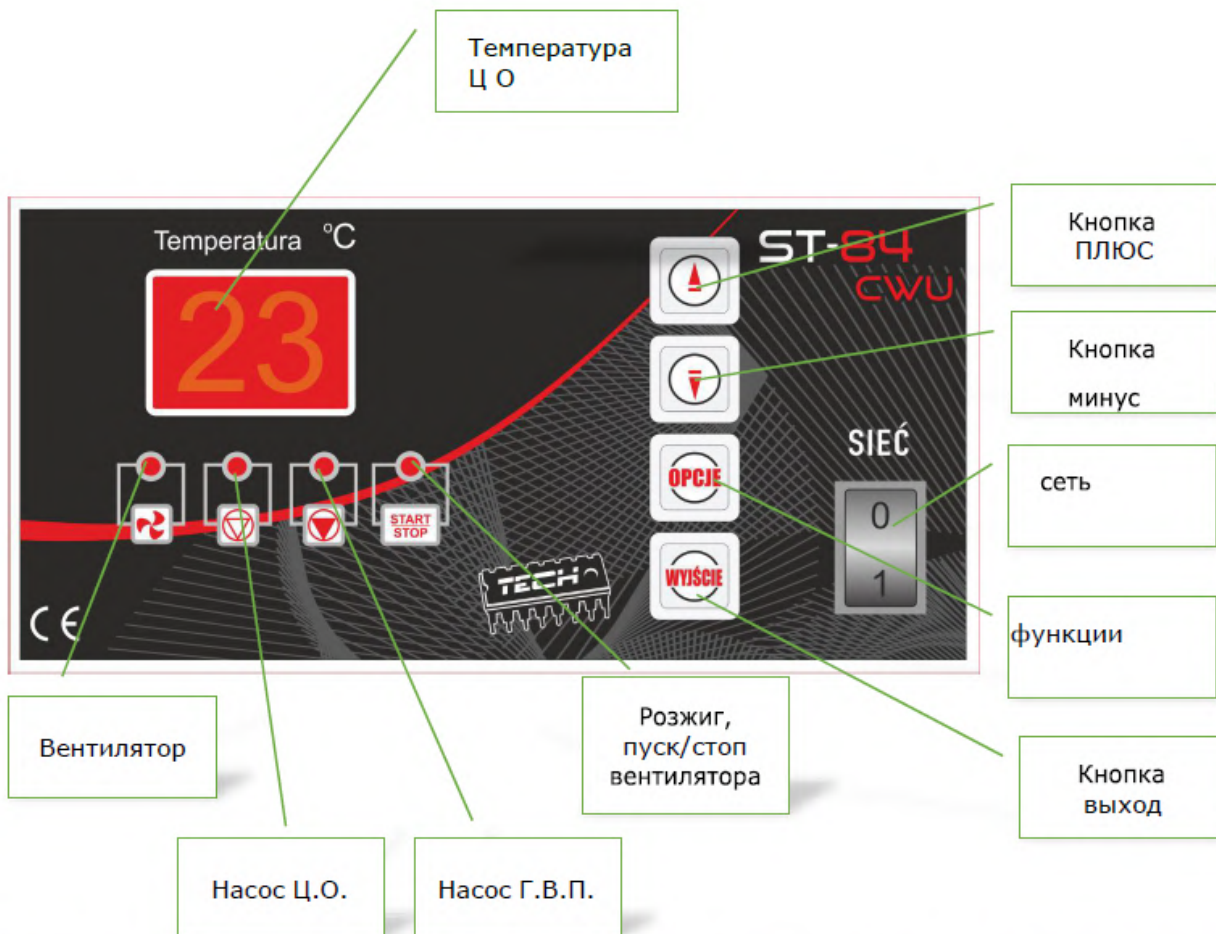 Температура
Ц О
Temperatura °C
23
ST-84
CWU
Кнопка
ПЛЮС
Кнопка
минус
SIEĆ
0
1
сеть
OPCJE
WYJŚCIE
START
STOP
TECH
CE
функции
Вентилятор
Розжиг,
пуск/стоп
вентилятора
Кнопка
выход
Насос Ц.О.
Насос Г.В.П.